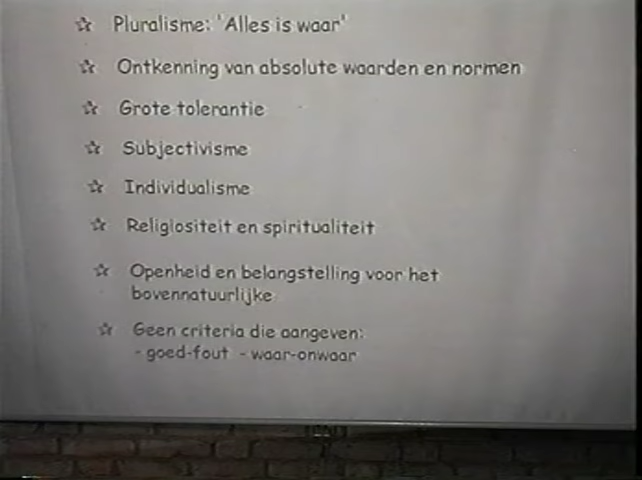 Pluralisme: 'Alles is waar'
Ontkenning van absolute waarden en normen
Grote tolerantie
Subjectivisme
Individualisme
Religiositeit en spiritualiteit
Openheid en belangstelling voor het
bovennatuurlijke
Geen criteria die aangeven:
- goed-fout - waar-onwaar